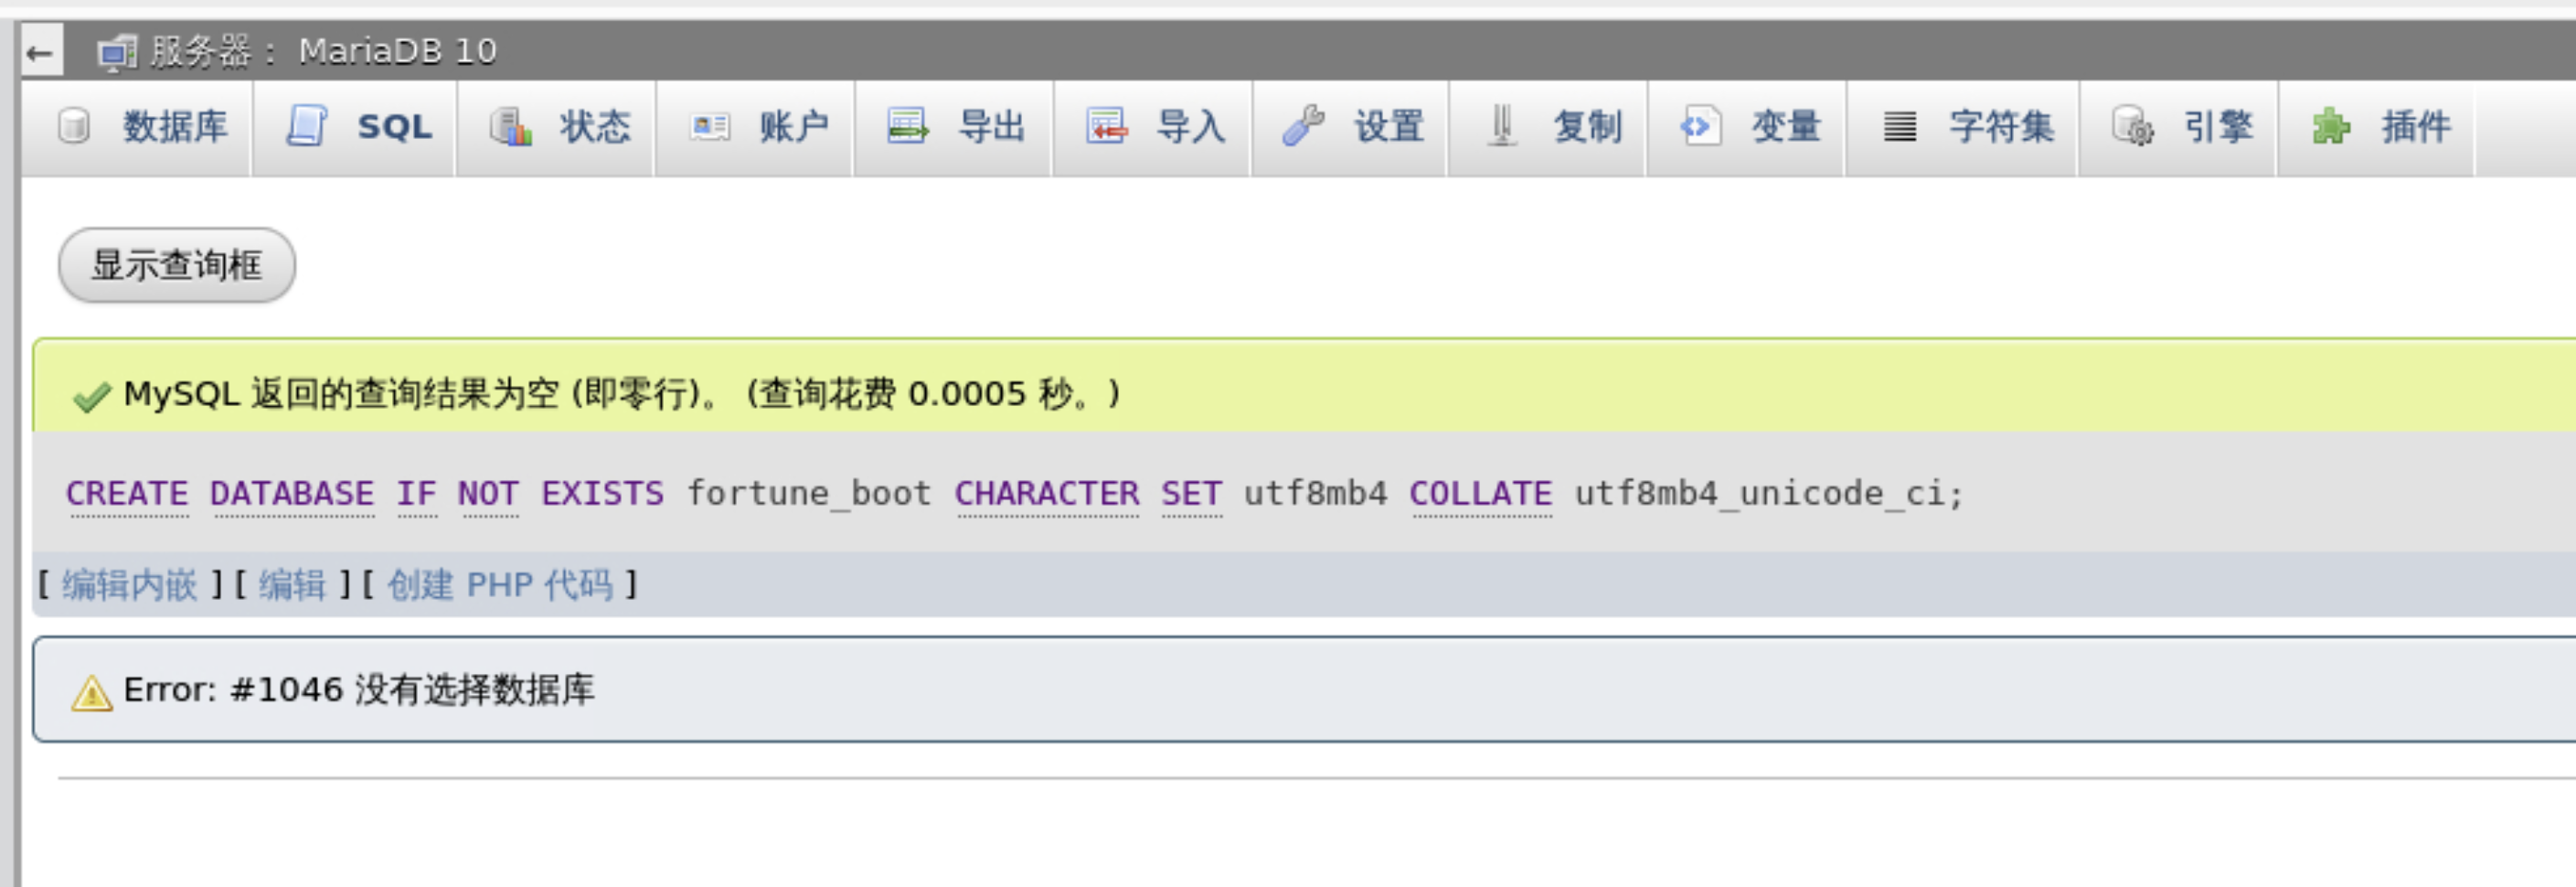 ← 服务器： MariaDB 10
数据库 SQL 状态 账户 导出 导入 设置 复制 变量 字符集 引擎 插件
显示查询框
MySQL 返回的查询结果为空 (即零行)。 (查询花费 0.0005 秒。)
CREATE DATABASE IF NOT EXISTS fortune_boot CHARACTER SET utf8mb4 COLLATE utf8mb4_unicode_ci;
[ 编辑内嵌 ] [ 编辑 ] [ 创建 PHP 代码 ]
Error: #1046 没有选择数据库